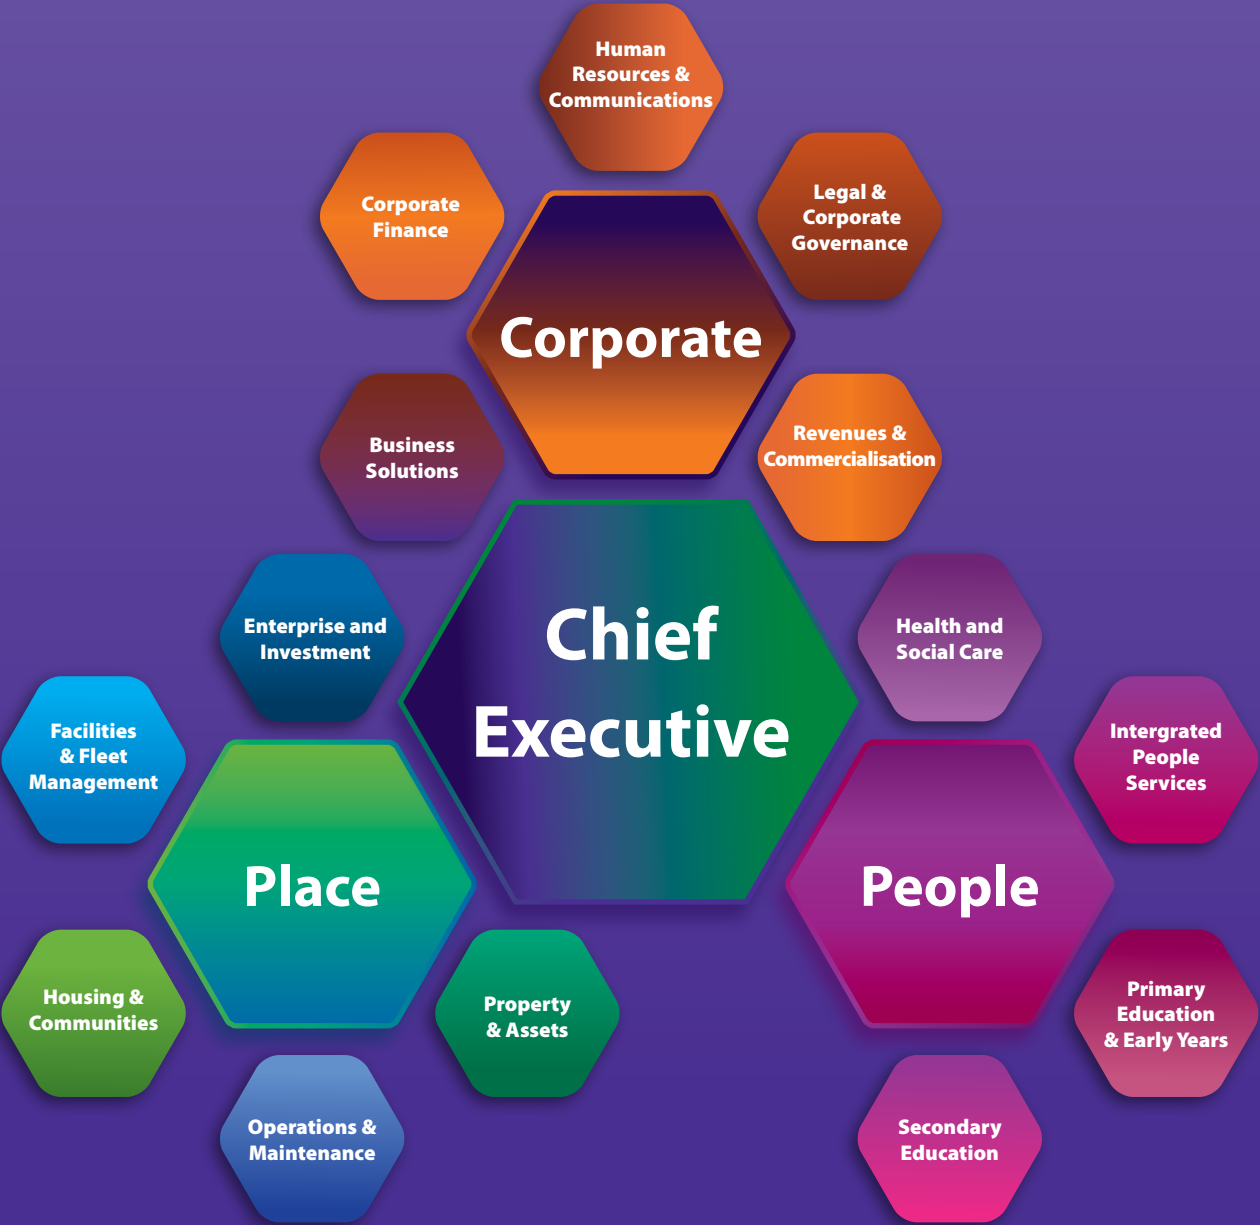 Human
Resources &
Communications
Corporate
Finance
Legal &
Corporate
Governance
Corporate
Business
Solutions
Revenues &
Commercialisation
Chief
Executive
Enterprise and
Investment
Health and
Social Care
Facilities
& Fleet
Management
Intergrated
People
Services
Place
People
Housing &
Communities
Property
& Assets
Primary
Education
& Early Years
Operations &
Maintenance
Secondary
Education